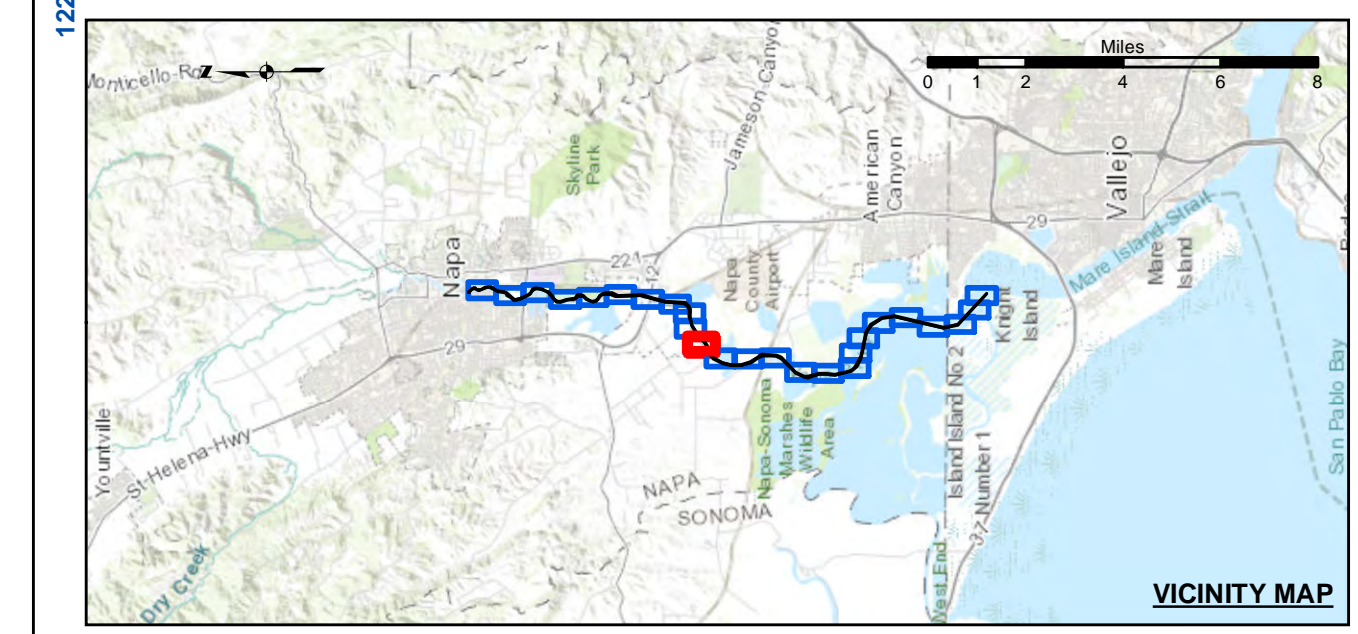 122
Monticello-Rd
Z
Miles
0 1 2 4 6 8
Jameson-Canyon
Skyline
Park
American
Canyon
Vallejo
Napa
221
12
29
Napa
County
Airport
Mare Island Strait
Mare
Island
Knight
Island
29
Yountville
St-Helena-Hwy
Napa-Sonoma
Marshes
Wildlife
Area
Island Island No 2
37-Number 1
San Pablo Bay
NAPA
SONOMA
Dry Creek
West End
VICINITY MAP